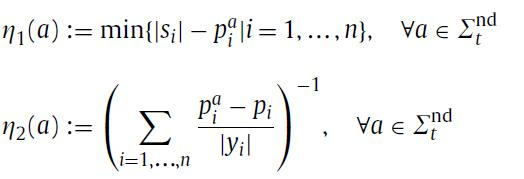 η₁(a) := min{|sᵢ| − pᵢᵃ|i = 1, …, n}, ∀a ∈ Σₜⁿᵈ
η₂(a) := (∑_{i=1,…,n} (pᵢᵃ − pᵢ)/|yᵢ|)⁻¹, ∀a ∈ Σₜⁿᵈ